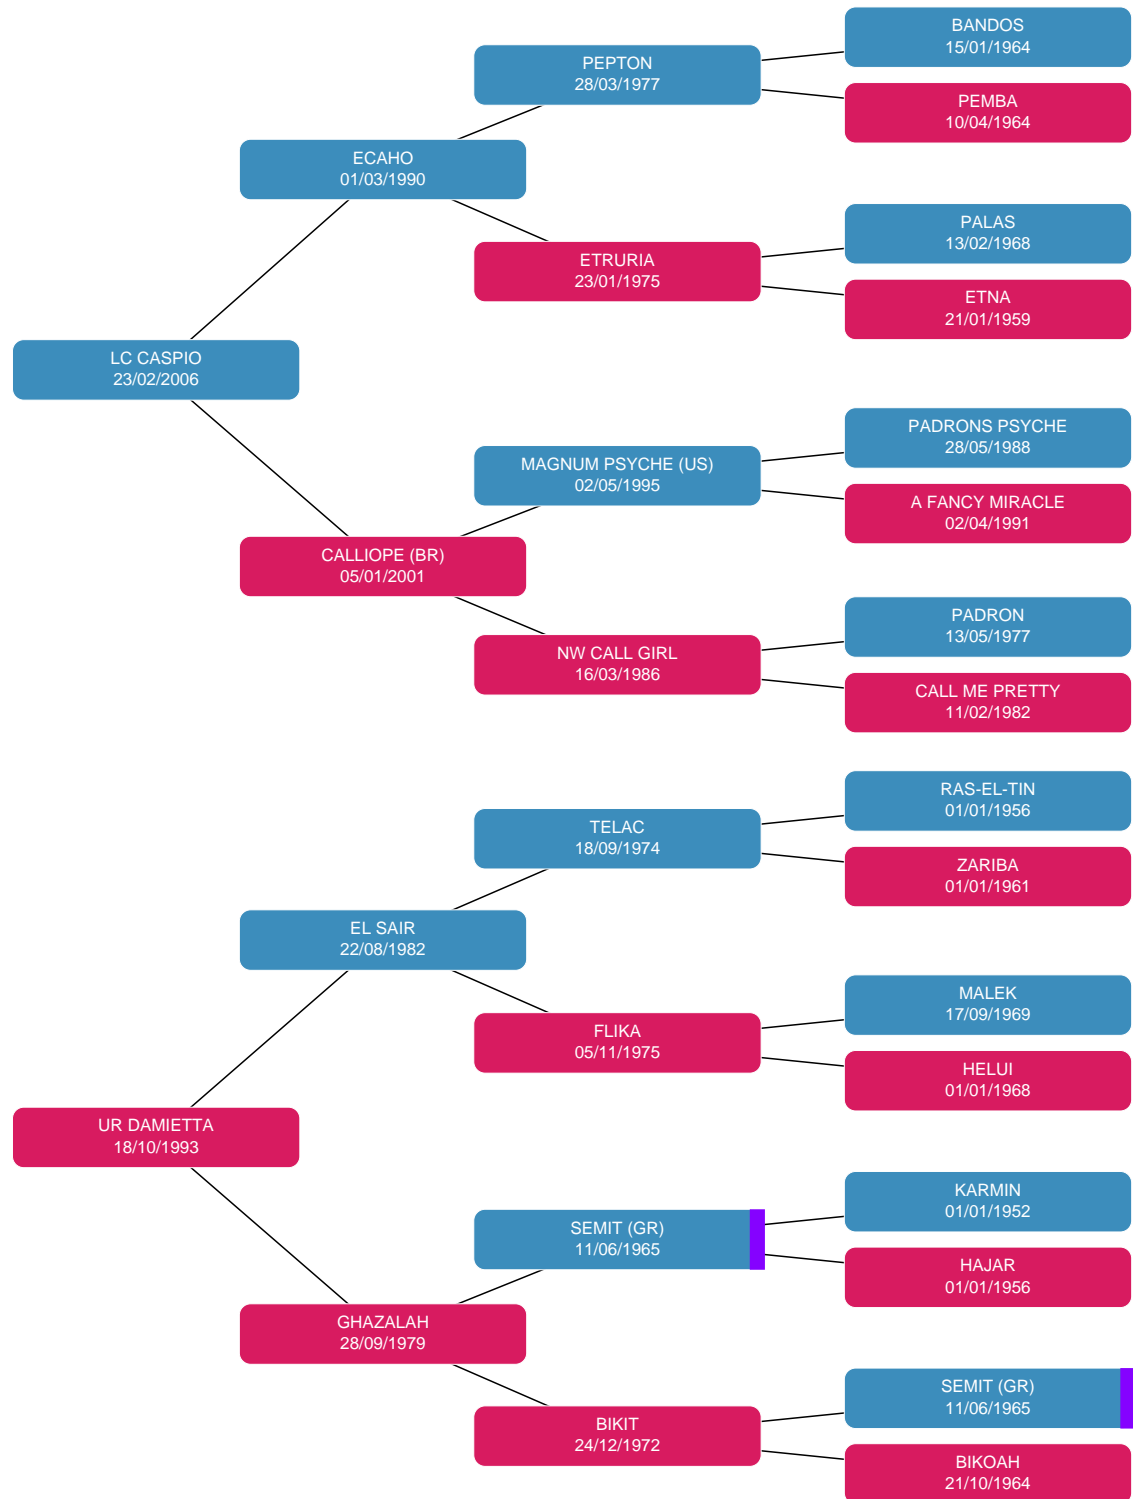 BANDOS
15/01/1964
PEPTON
28/03/1977
PEMBA
10/04/1964
ECAHO
01/03/1990
PALAS
13/02/1968
ETRURIA
23/01/1975
ETNA
21/01/1959
LC CASPIO
23/02/2006
PADRONS PSYCHE
28/05/1988
MAGNUM PSYCHE (US)
02/05/1995
A FANCY MIRACLE
02/04/1991
CALLIOPE (BR)
05/01/2001
PADRON
13/05/1977
NW CALL GIRL
16/03/1986
CALL ME PRETTY
11/02/1982
RAS-EL-TIN
01/01/1956
TELAC
18/09/1974
ZARIBA
01/01/1961
EL SAIR
22/08/1982
MALEK
17/09/1969
FLIKA
05/11/1975
HELUI
01/01/1968
UR DAMIETTA
18/10/1993
KARMIN
01/01/1952
SEMIT (GR)
11/06/1965
HAJAR
01/01/1956
GHAZALAH
28/09/1979
SEMIT (GR)
11/06/1965
BIKIT
24/12/1972
BIKOAH
21/10/1964